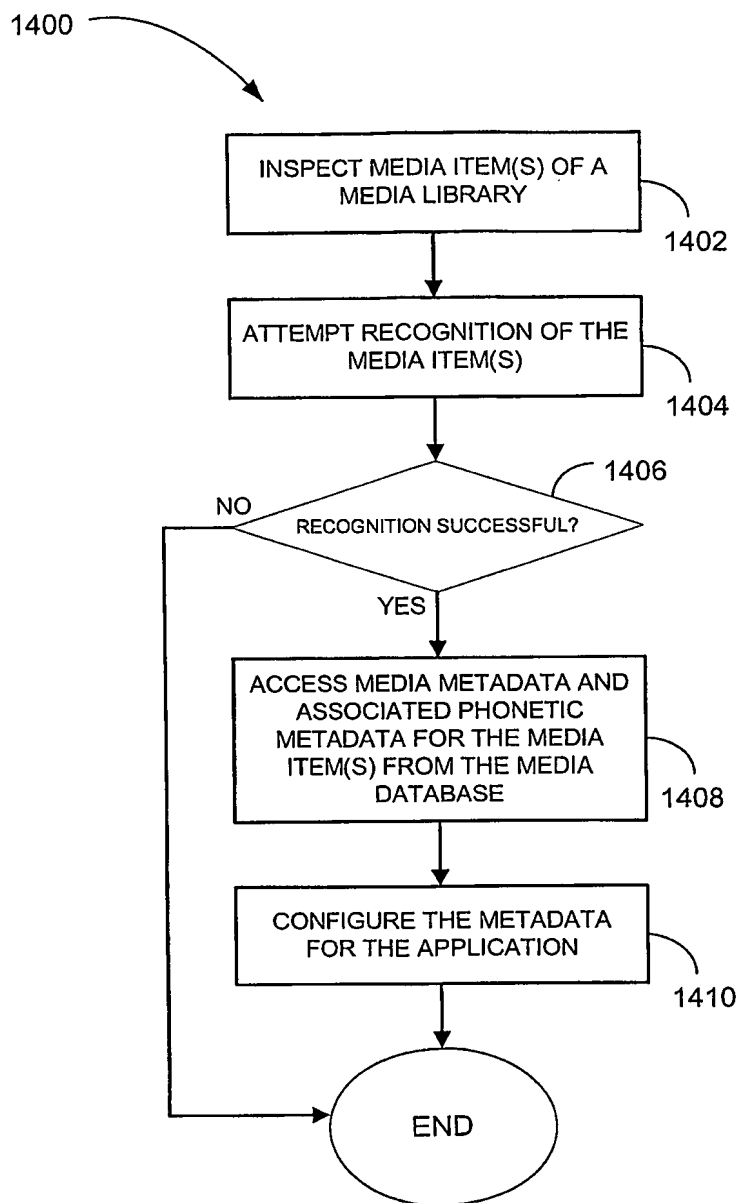 1400
INSPECT MEDIA ITEM(S) OF A
MEDIA LIBRARY
1402
ATTEMPT RECOGNITION OF THE
MEDIA ITEM(S)
1404
1406
NO
RECOGNITION SUCCESSFUL?
YES
ACCESS MEDIA METADATA AND
ASSOCIATED PHONETIC
METADATA FOR THE MEDIA
ITEM(S) FROM THE MEDIA
DATABASE
1408
CONFIGURE THE METADATA
FOR THE APPLICATION
1410
END